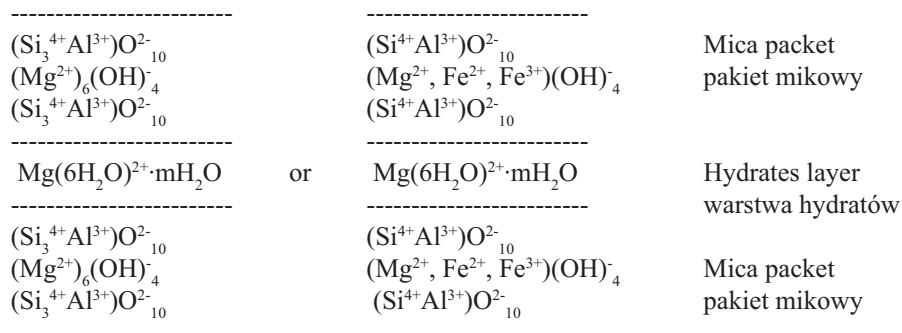 ------------------------- ------------------------- 
(Si₃⁴⁺Al³⁺)O²⁻₁₀ (Si⁴⁺Al³⁺)O²⁻₁₀ Mica packet
(Mg²⁺)₆(OH)⁻₄ (Mg²⁺, Fe²⁺, Fe³⁺)(OH)⁻₄ pakiet mikowy
(Si₃⁴⁺Al³⁺)O²⁻₁₀ (Si⁴⁺Al³⁺)O²⁻₁₀
------------------------- -------------------------
Mg(6H₂O)²⁺·mH₂O or Mg(6H₂O)²⁺·mH₂O Hydrates layer
------------------------- ------------------------- warstwa hydratów
(Si₃⁴⁺Al³⁺)O²⁻₁₀ (Si⁴⁺Al³⁺)O²⁻₁₀
(Mg²⁺)₆(OH)⁻₄ (Mg²⁺, Fe²⁺, Fe³⁺)(OH)⁻₄ Mica packet
(Si₃⁴⁺Al³⁺)O²⁻₁₀ (Si⁴⁺Al³⁺)O²⁻₁₀ pakiet mikowy